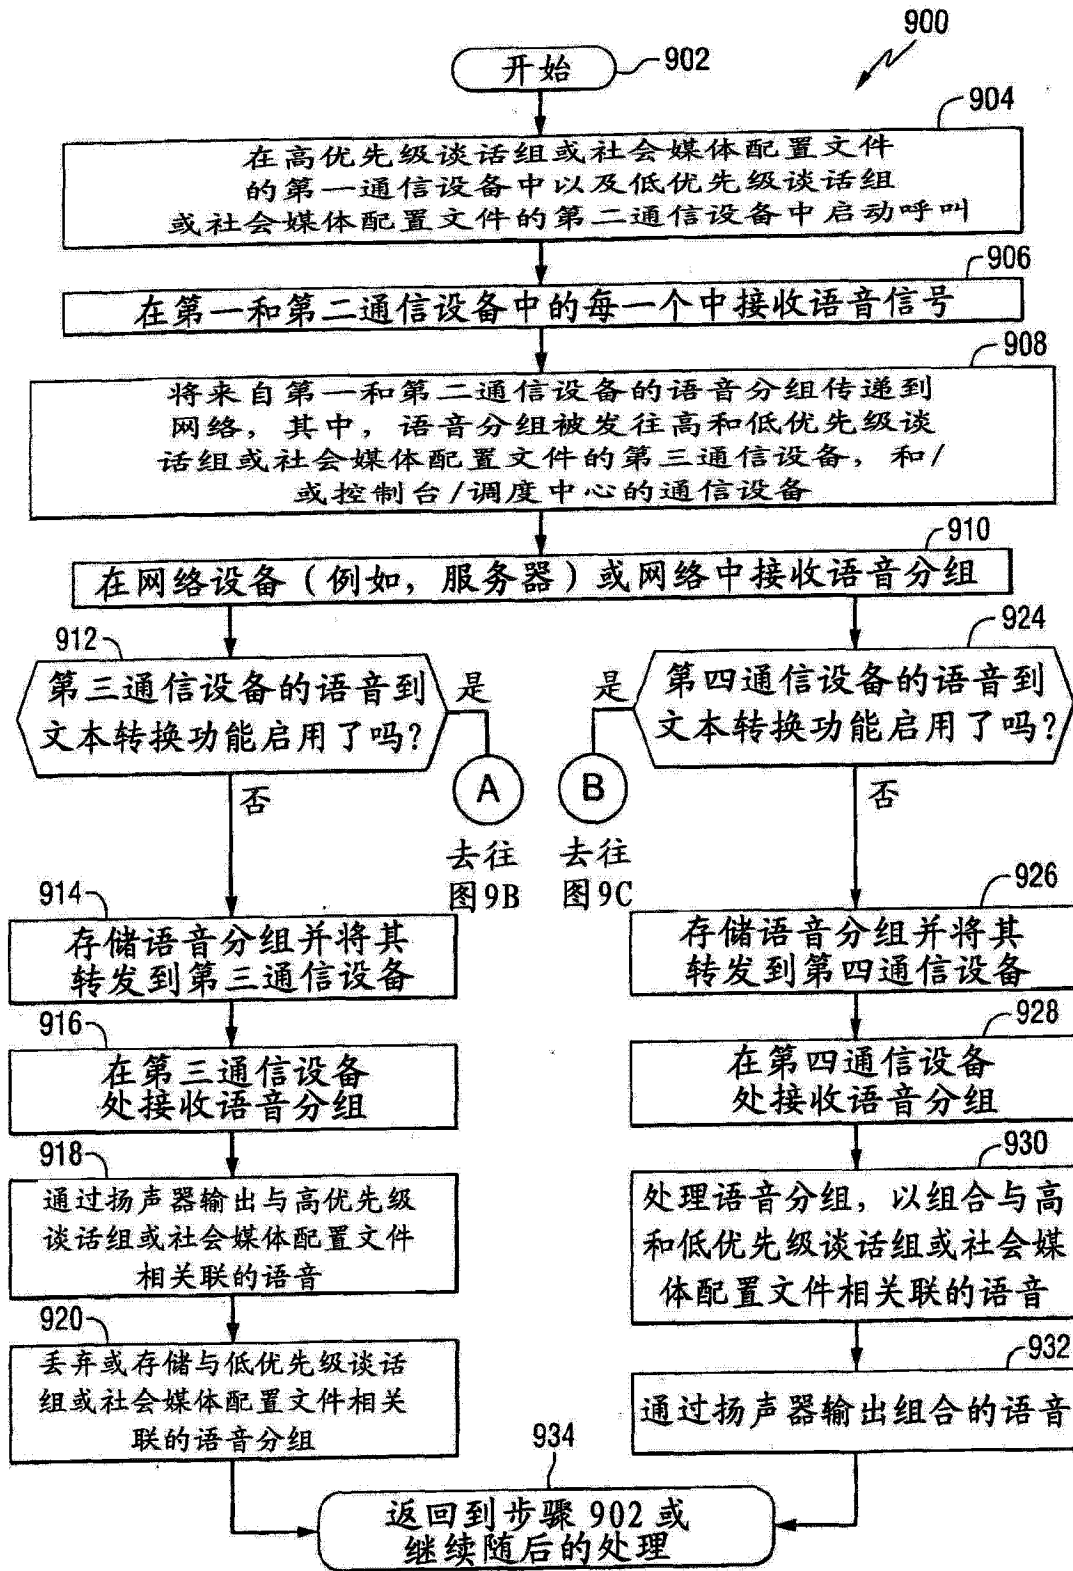 900
开始
902
904
在高优先级谈话组或社会媒体配置文件
的第一通信设备中以及低优先级谈话组
或社会媒体配置文件的第二通信设备中启动呼叫
906
在第一和第二通信设备中的每一个中接收语音信号
908
将来自第一和第二通信设备的语音分组传递到
网络，其中，语音分组被发往高和低优先级谈
话组或社会媒体配置文件的第三通信设备，和/
或控制台/调度中心的通信设备
910
在网络设备（例如，服务器）或网络中接收语音分组
912
第三通信设备的语音到
文本转换功能启用了吗？
是
A
去往
图9B
否
924
第四通信设备的语音到
文本转换功能启用了吗？
是
B
去往
图9C
否
914
存储语音分组并将其
转发到第三通信设备
916
在第三通信设备
处接收语音分组
918
通过扬声器输出与高优先级
谈话组或社会媒体配置文件
相关联的语音
920
丢弃或存储与低优先级谈话
组或社会媒体配置文件相关
联的语音分组
926
存储语音分组并将其
转发到第四通信设备
928
在第四通信设备
处接收语音分组
930
处理语音分组，以组合与高
和低优先级谈话组或社会媒
体配置文件相关联的语音
932
通过扬声器输出组合的语音
934
返回到步骤902或
继续随后的处理